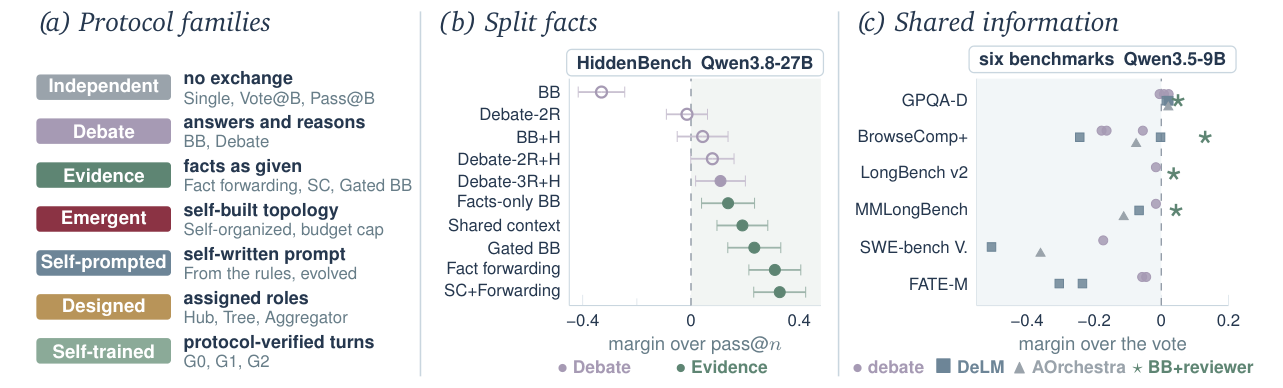 (a) Protocol families
Independent
no exchange
Single, Vote@B, Pass@B
Debate
answers and reasons
BB, Debate
Evidence
facts as given
Fact forwarding, SC, Gated BB
Emergent
self-built topology
Self-organized, budget cap
Self-prompted
self-written prompt
From the rules, evolved
Designed
assigned roles
Hub, Tree, Aggregator
Self-trained
protocol-verified turns
G0, G1, G2
(b) Split facts
HiddenBench Qwen3.8-27B
BB
Debate-2R
BB+H
Debate-2R+H
Debate-3R+H
Facts-only BB
Shared context
Gated BB
Fact forwarding
SC+Forwarding
−0.4 0 0.4
margin over pass@n
Debate Evidence
(c) Shared information
six benchmarks Qwen3.5-9B
GPQA-D
BrowseComp+
LongBench v2
MMLongBench
SWE-bench V.
FATE-M
−0.4 −0.2 0 0.2
margin over the vote
debate DeLM AOrchestra BB+reviewer